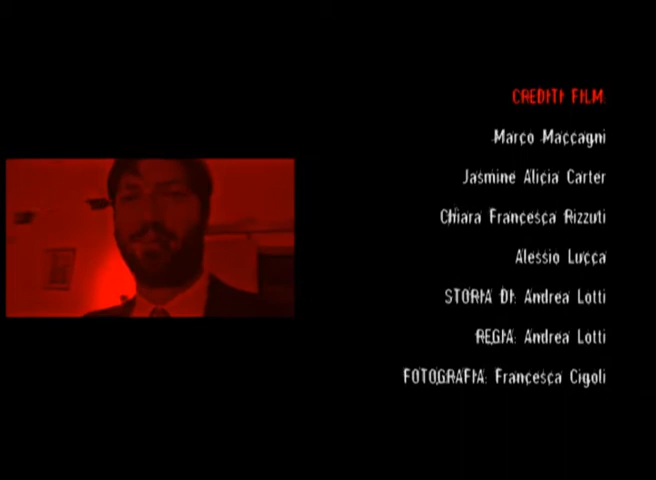 CREDITI FILM
Marco Maccagni
Jasmine Alicia Carter
Chiara Francesca Rizzuti
Alessio Lucca
STORIA DI: Andrea Lotti
REGIA: Andrea Lotti
FOTOGRAFIA: Francesca Cigoli